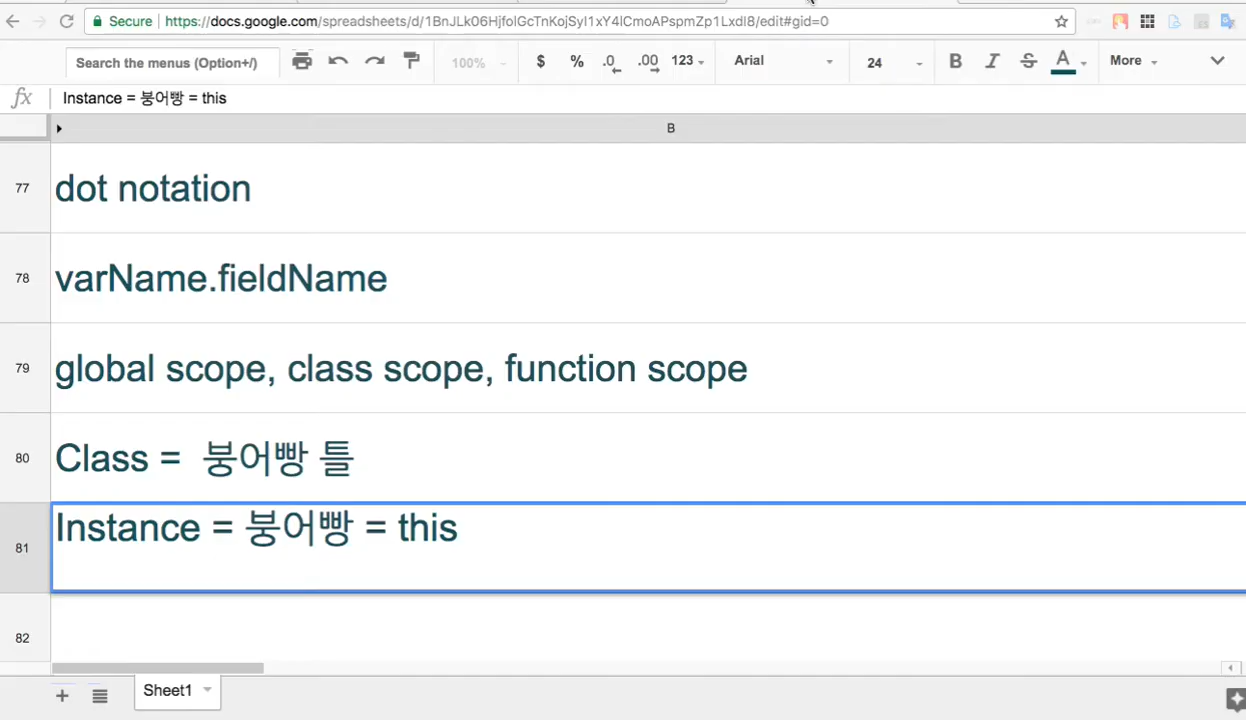 Secure
https://docs.google.com/spreadsheets/d/1BnJLk06HjfolGcTnKojSyl1xY4lCmoAPspmZp1Lxdl8/edit#gid=0
Search the menus (Option+/)
100%
$ % .0 .00 123
Arial
24
B I S A
More
fx
Instance = 붕어빵 = this
B
77 dot notation
78 varName.fieldName
79 global scope, class scope, function scope
80 Class = 붕어빵 틀
81 Instance = 붕어빵 = this
82
Sheet1